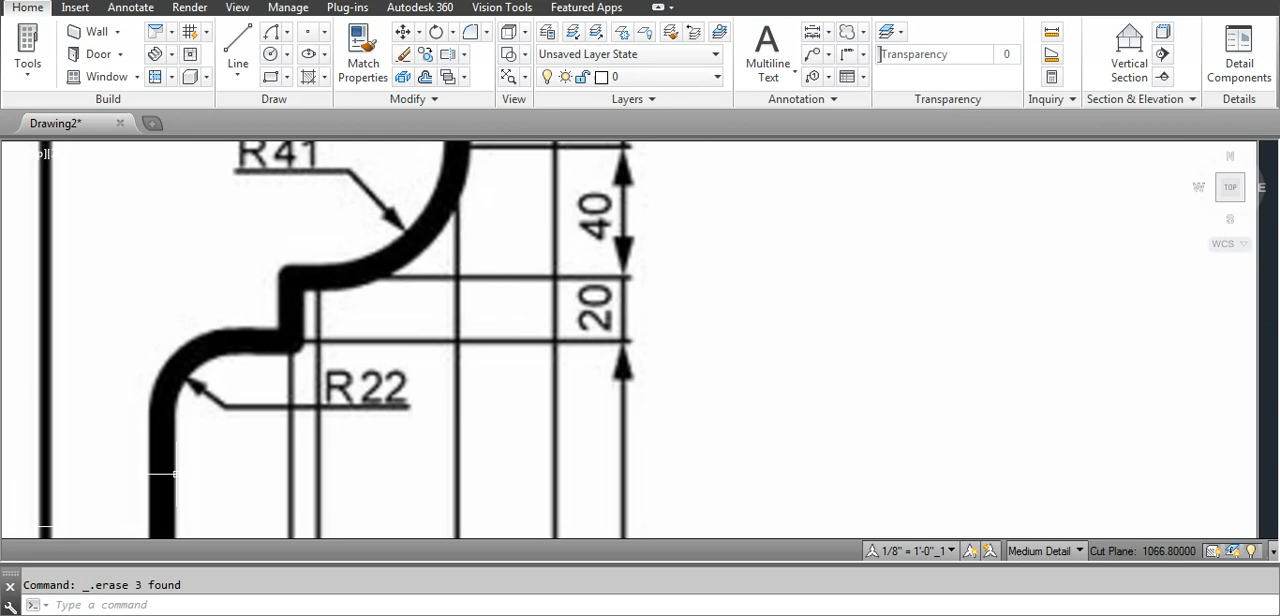 Home Insert Annotation Render View Manage Plug-ins Autodesk 360 Vision Tools Featured Apps
Tools
Wall
Door
Window
Build
Line
Draw
Match
Properties
Modify
View
Unsaved Layer State
0
Layers
Multiline
Text
Annotation
Transparency 0
Transparency
Inquiry
Vertical
Section
Section & Elevation
Detail
Components
Details
Drawing2*
N
W TOP E
S
WCS
R41
40
20
R22
1/8" = 1'-0"_1 Medium Detail Cut Plane: 1066.80000
Command: _.erase 3 found
Type a command